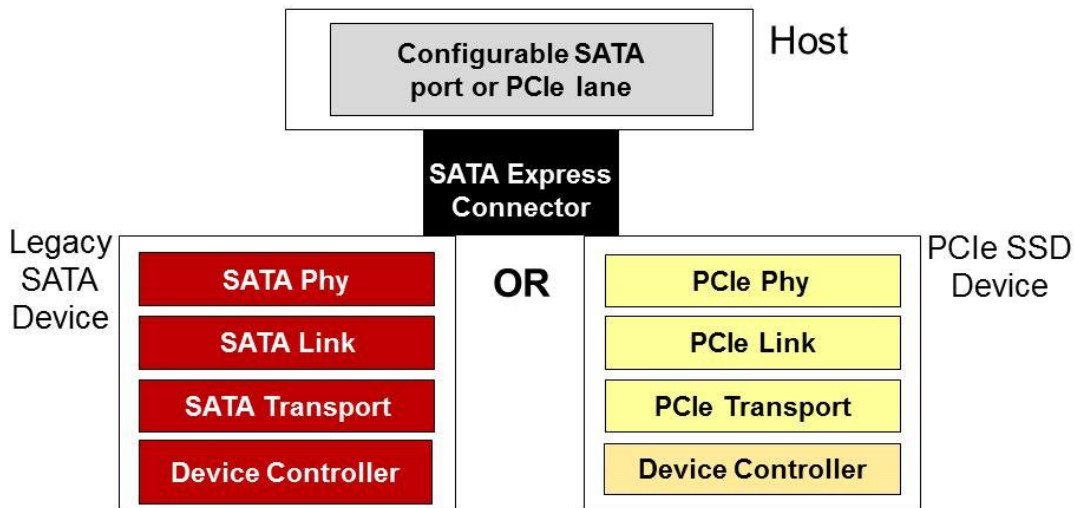 Configurable SATA
port or PCIe lane
Host
SATA Express
Connector
Legacy
SATA
Device
SATA Phy
SATA Link
SATA Transport
Device Controller
OR
PCIe Phy
PCIe Link
PCIe Transport
Device Controller
PCIe SSD
Device